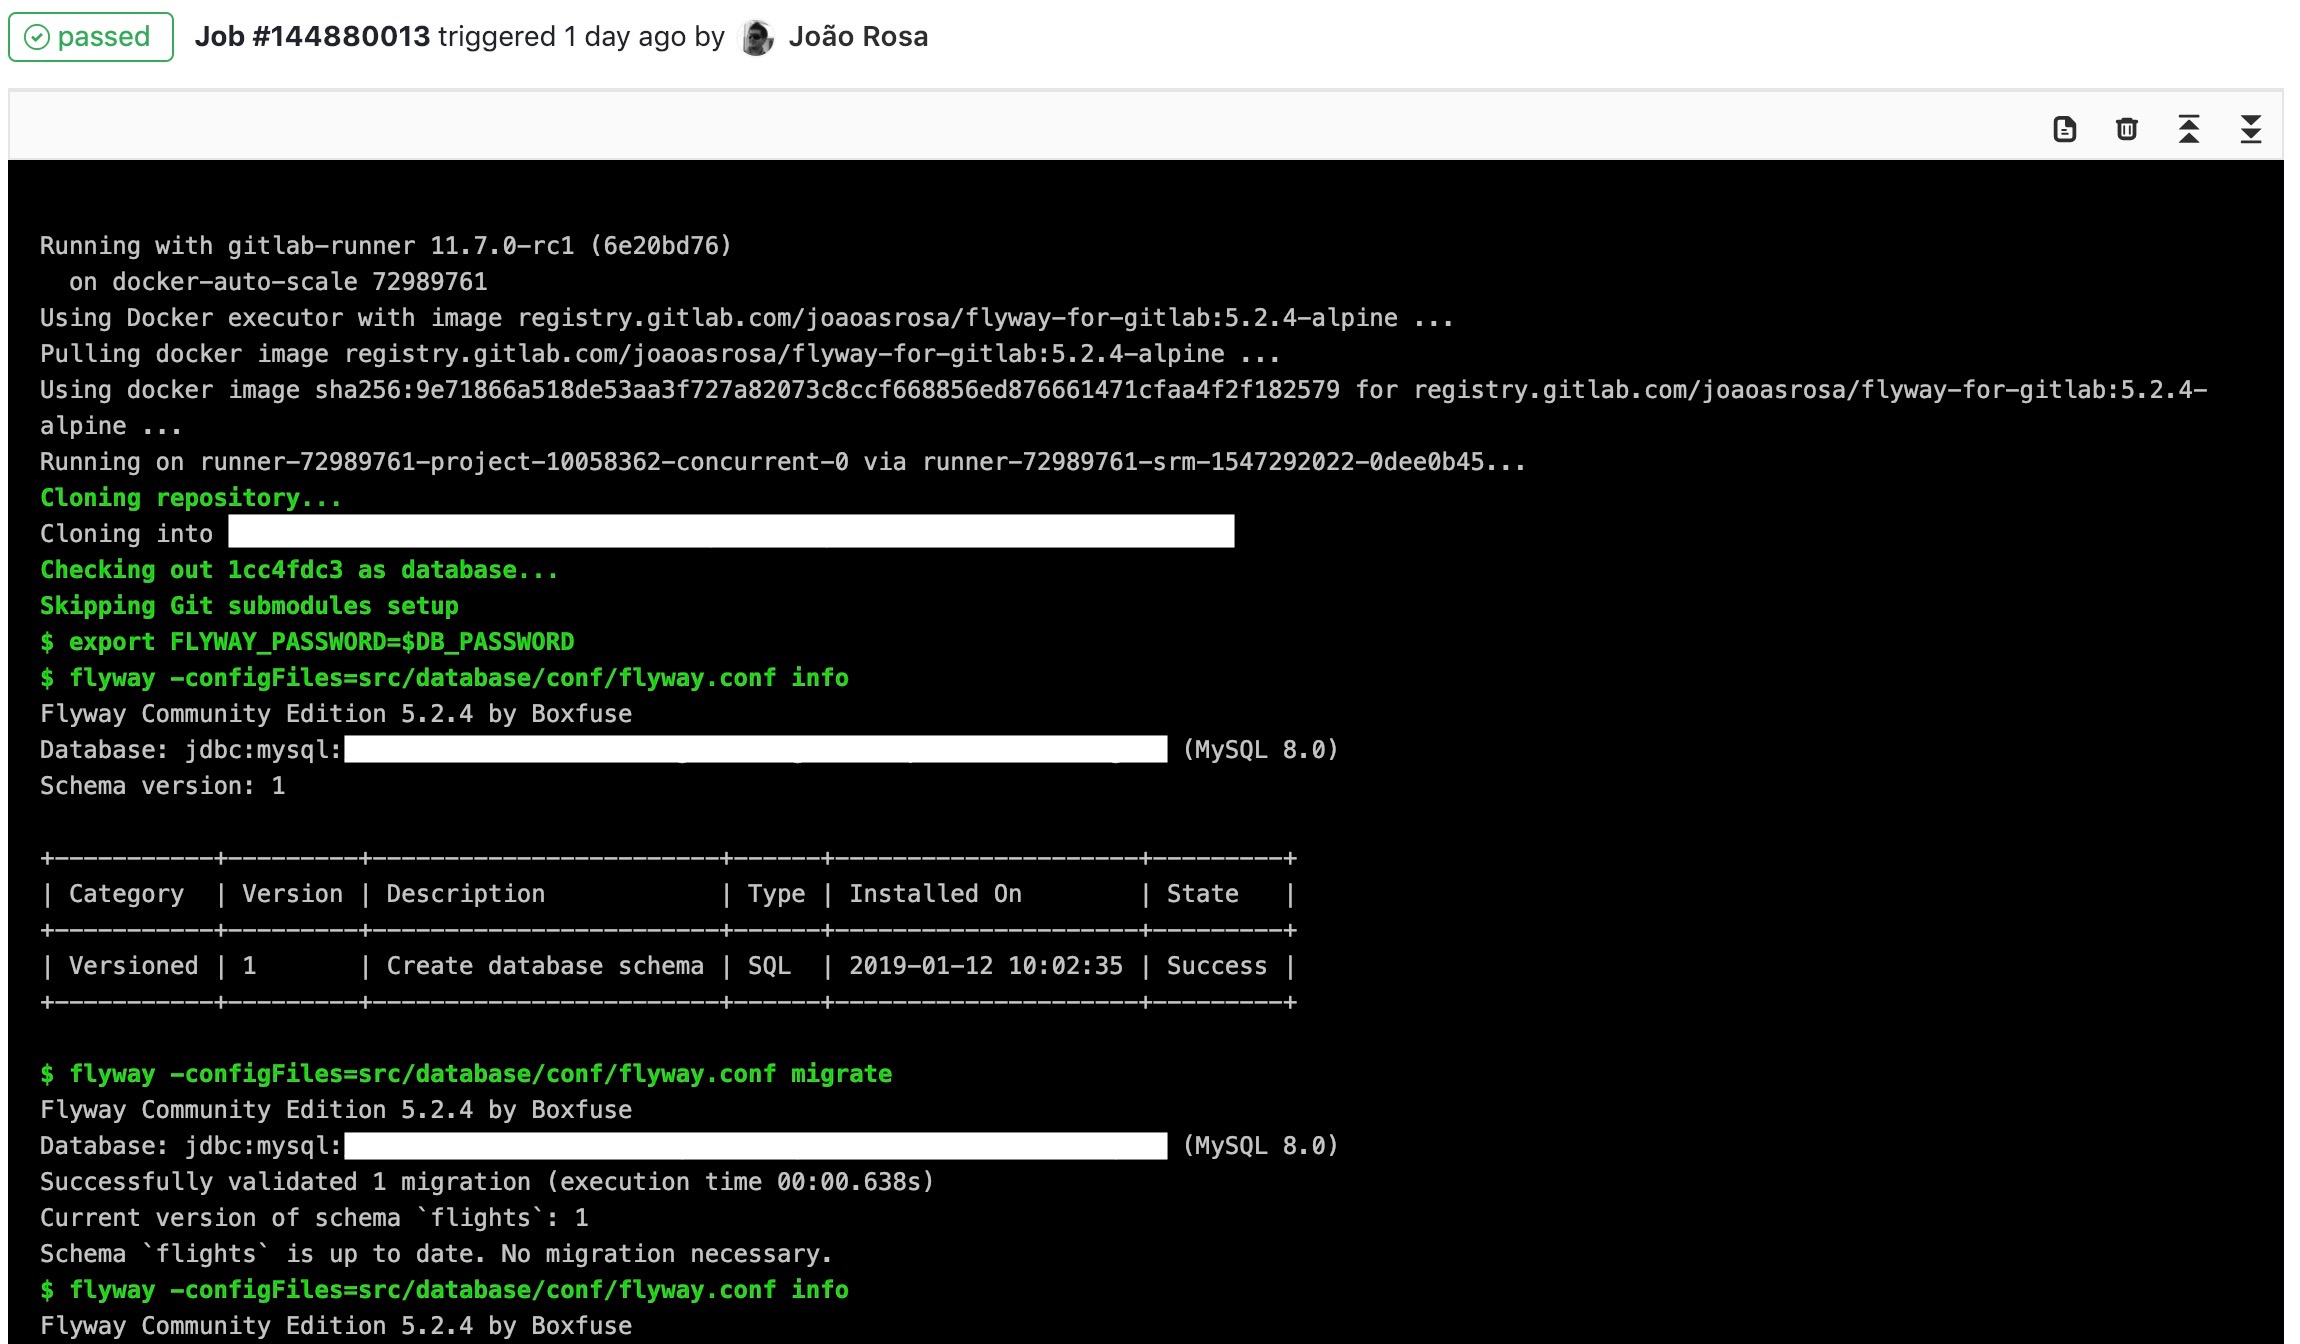 passed Job #144880013 triggered 1 day ago by João Rosa
Running with gitlab-runner 11.7.0-rc1 (6e20bd76)
  on docker-auto-scale 72989761
Using Docker executor with image registry.gitlab.com/joaoasrosa/flyway-for-gitlab:5.2.4-alpine ...
Pulling docker image registry.gitlab.com/joaoasrosa/flyway-for-gitlab:5.2.4-alpine ...
Using docker image sha256:9e71866a518de53aa3f727a82073c8ccf668856ed876661471cfaa4f2f182579 for registry.gitlab.com/joaoasrosa/flyway-for-gitlab:5.2.4-
alpine ...
Running on runner-72989761-project-10058362-concurrent-0 via runner-72989761-srm-1547292022-0dee0b45...
Cloning repository...
Cloning into
Checking out 1cc4fdc3 as database...
Skipping Git submodules setup
$ export FLYWAY_PASSWORD=$DB_PASSWORD
$ flyway -configFiles=src/database/conf/flyway.conf info
Flyway Community Edition 5.2.4 by Boxfuse
Database: jdbc:mysql: (MySQL 8.0)
Schema version: 1
+-----------+---------+------------------------+------+---------------------+---------+
| Category  | Version | Description            | Type | Installed On        | State   |
+-----------+---------+------------------------+------+---------------------+---------+
| Versioned | 1       | Create database schema | SQL  | 2019-01-12 10:02:35 | Success |
+-----------+---------+------------------------+------+---------------------+---------+
$ flyway -configFiles=src/database/conf/flyway.conf migrate
Flyway Community Edition 5.2.4 by Boxfuse
Database: jdbc:mysql: (MySQL 8.0)
Successfully validated 1 migration (execution time 00:00.638s)
Current version of schema `flights`: 1
Schema `flights` is up to date. No migration necessary.
$ flyway -configFiles=src/database/conf/flyway.conf info
Flyway Community Edition 5.2.4 by Boxfuse